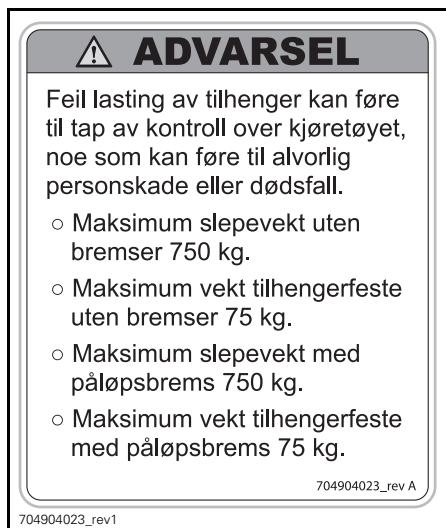 ADVARSEL
Feil lasting av tilhenger kan føre
til tap av kontroll over kjøretøyet,
noe som kan føre til alvorlig
personskade eller dødsfall.
○ Maksimum slepevekt uten
bremser 750 kg.
○ Maksimum vekt tilhengerfeste
uten bremser 75 kg.
○ Maksimum slepevekt med
påløpsbrems 750 kg.
○ Maksimum vekt tilhengerfeste
med påløpsbrems 75 kg.
704904023_rev A
704904023_rev1